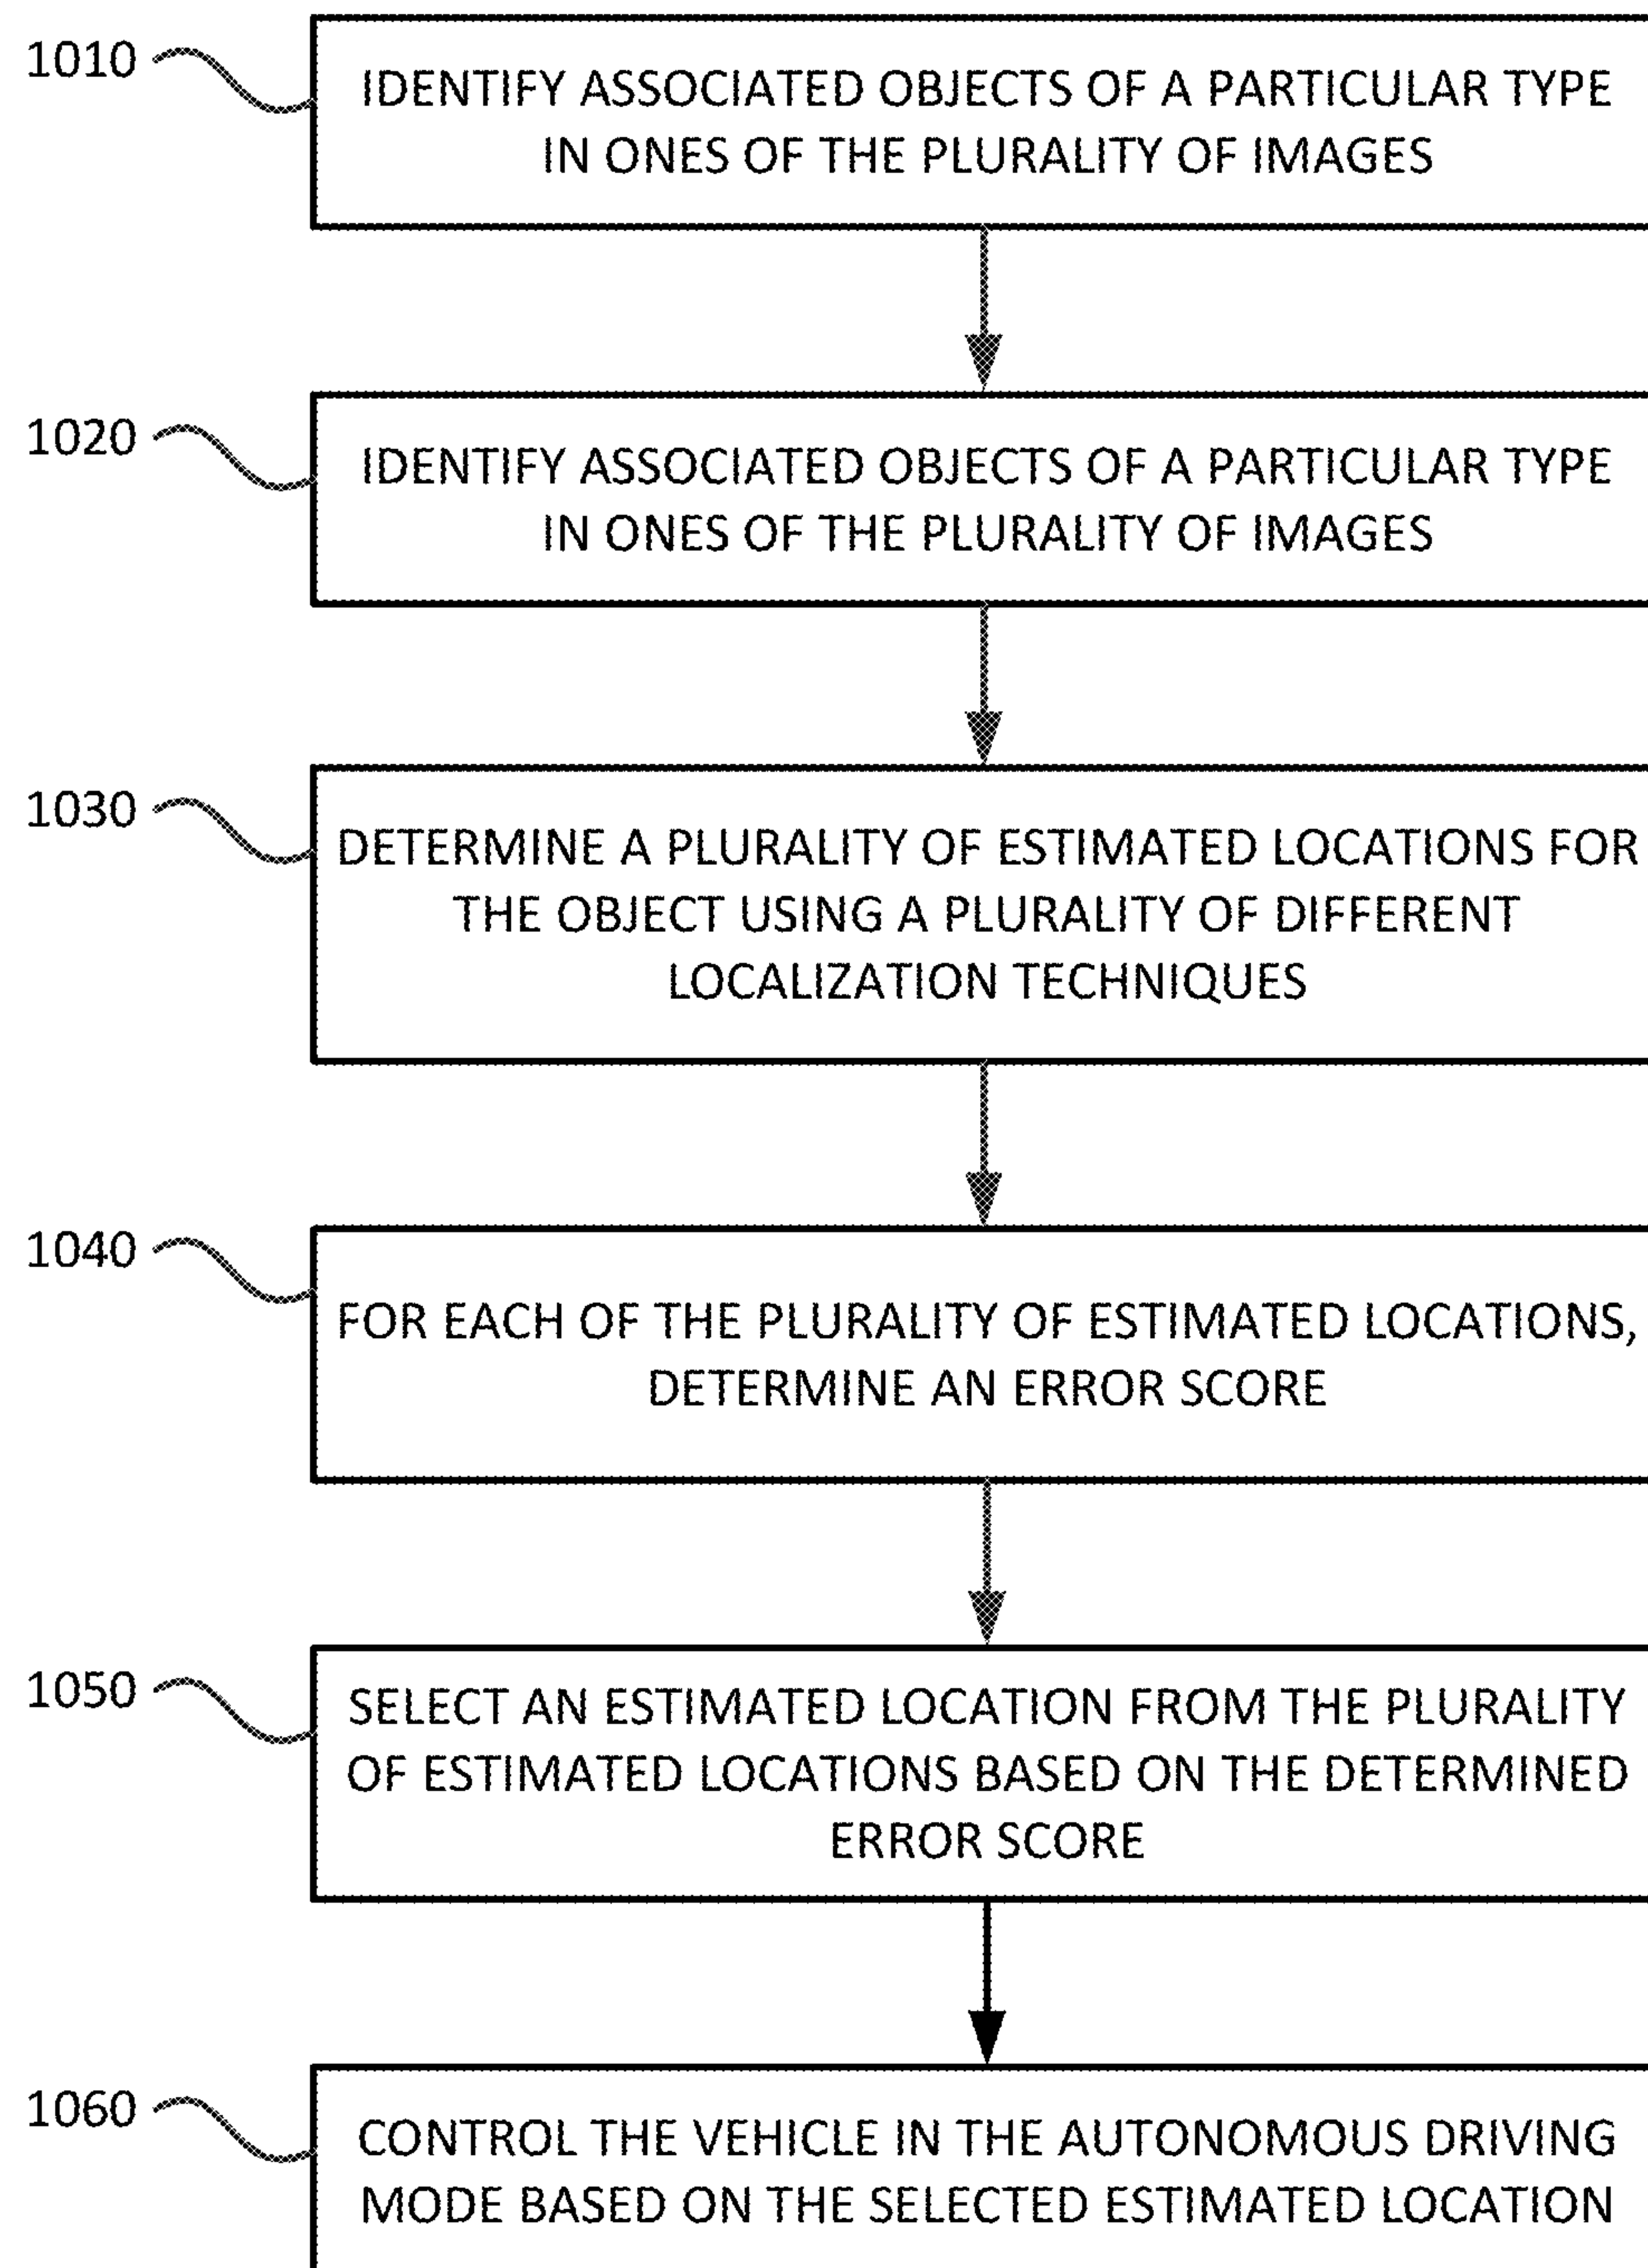 1010
IDENTIFY ASSOCIATED OBJECTS OF A PARTICULAR TYPE
IN ONES OF THE PLURALITY OF IMAGES
1020
IDENTIFY ASSOCIATED OBJECTS OF A PARTICULAR TYPE
IN ONES OF THE PLURALITY OF IMAGES
1030
DETERMINE A PLURALITY OF ESTIMATED LOCATIONS FOR
THE OBJECT USING A PLURALITY OF DIFFERENT
LOCALIZATION TECHNIQUES
1040
FOR EACH OF THE PLURALITY OF ESTIMATED LOCATIONS,
DETERMINE AN ERROR SCORE
1050
SELECT AN ESTIMATED LOCATION FROM THE PLURALITY
OF ESTIMATED LOCATIONS BASED ON THE DETERMINED
ERROR SCORE
1060
CONTROL THE VEHICLE IN THE AUTONOMOUS DRIVING
MODE BASED ON THE SELECTED ESTIMATED LOCATION